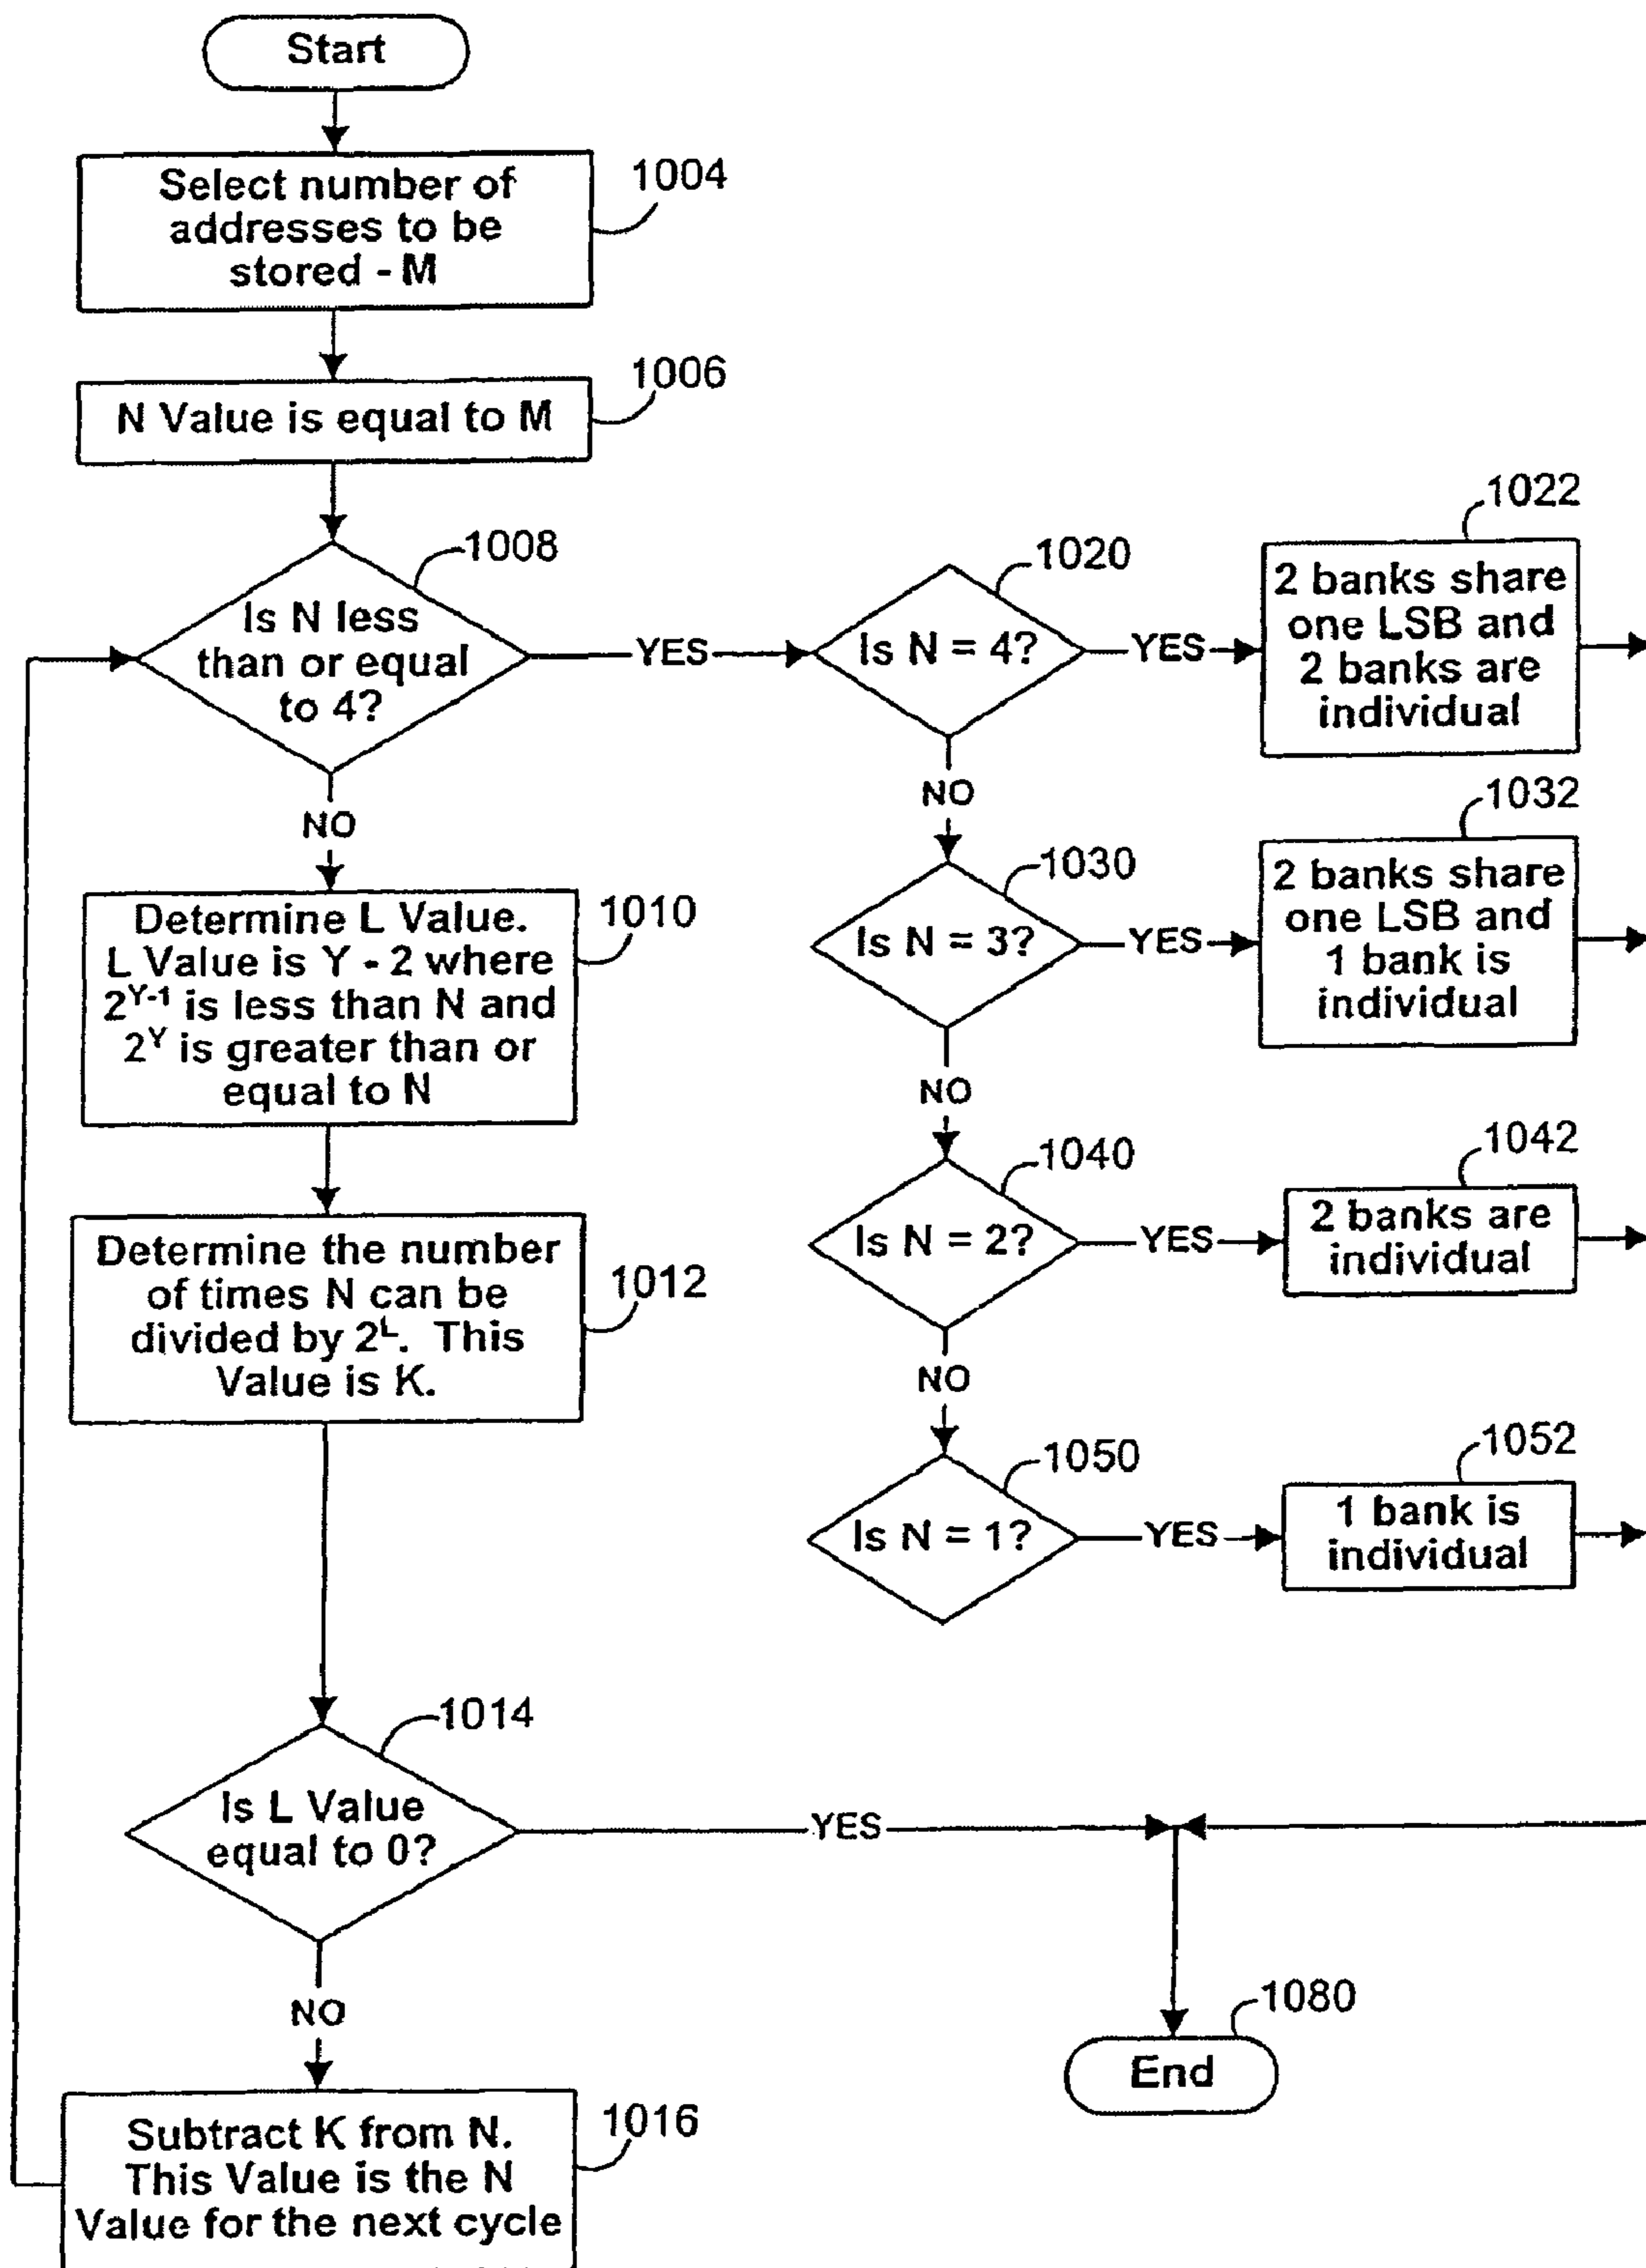 Start
Select number of
addresses to be
stored - M
1004
N Value is equal to M
1006
Is N less
than or equal
to 4?
1008
YES
NO
Is N = 4?
1020
YES
NO
2 banks share
one LSB and
2 banks are
individual
1022
Determine L Value.
L Value is Y - 2 where
2^Y-1 is less than N and
2^Y is greater than or
equal to N
1010
Is N = 3?
1030
YES
NO
2 banks share
one LSB and
1 bank is
individual
1032
Determine the number
of times N can be
divided by 2^L. This
Value is K.
1012
Is N = 2?
1040
YES
NO
2 banks are
individual
1042
Is N = 1?
1050
YES
1 bank is
individual
1052
Is L Value
equal to 0?
1014
YES
NO
Subtract K from N.
This Value is the N
Value for the next cycle
1016
End
1080